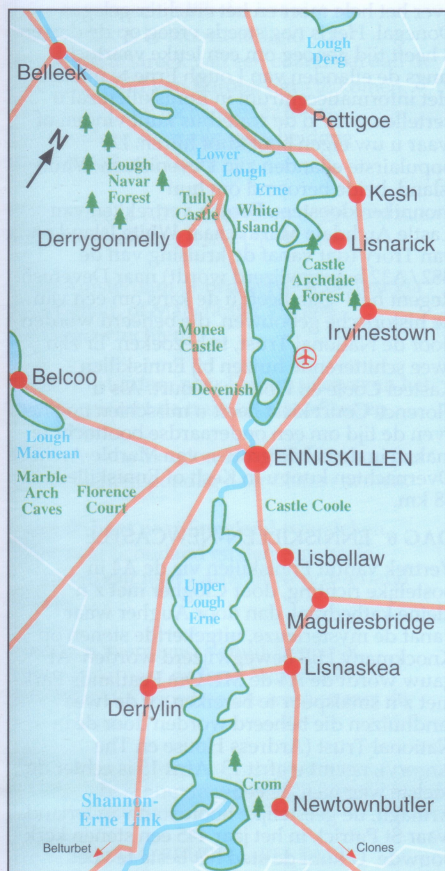 Lough
Derg
Belleek
Pettigoe
N
Lough
Navar
Forest
Lower
Lough
Erne
Tully
Castle
Kesh
White
Island
Derrygonnelly
Lisnarick
Castle
Archdale
Forest
Irvinestown
Monea
Castle
Belcoo
Devenish
Lough
Macnean
ENNISKILLEN
Marble
Arch
Caves
Florence
Court
Castle Coole
Lisbellaw
Upper
Lough
Erne
Maguiresbridge
Lisnaskea
Derrylin
Crom
Shannon-
Erne Link
Newtownbutler
Belturbet
Clones